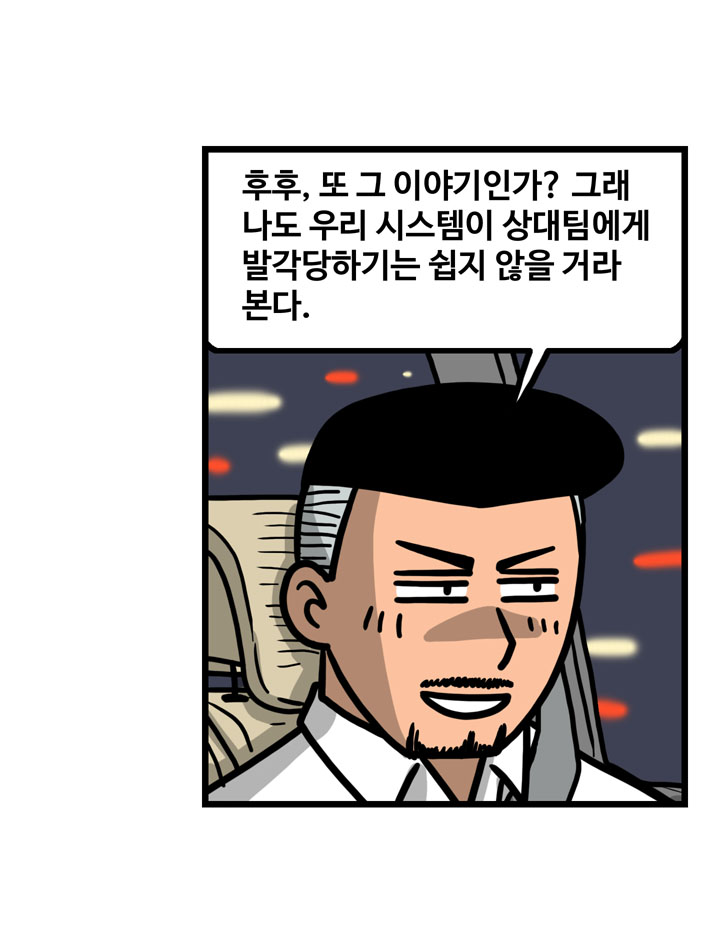 후후, 또 그 이야기인가? 그래
나도 우리 시스템이 상대팀에게
발각당하기는 쉽지 않을 거라
본다.